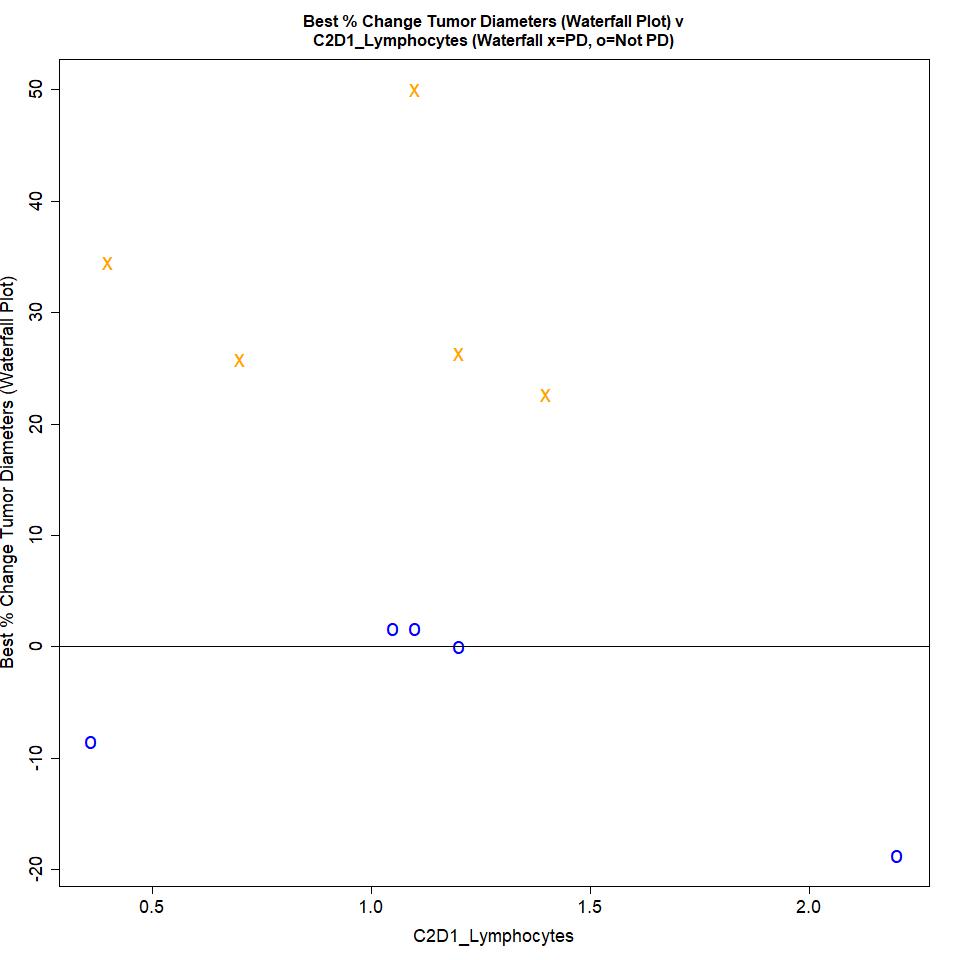 Best % Change Tumor Diameters (Waterfall Plot) v
C2D1_Lymphocytes (Waterfall x=PD, o=Not PD)
Best % Change Tumor Diameters (Waterfall Plot)
50
40
30
20
10
0
-10
-20
X
X
X
X
X
O
O
O
O
O
0.5 1.0 1.5 2.0
C2D1_Lymphocytes